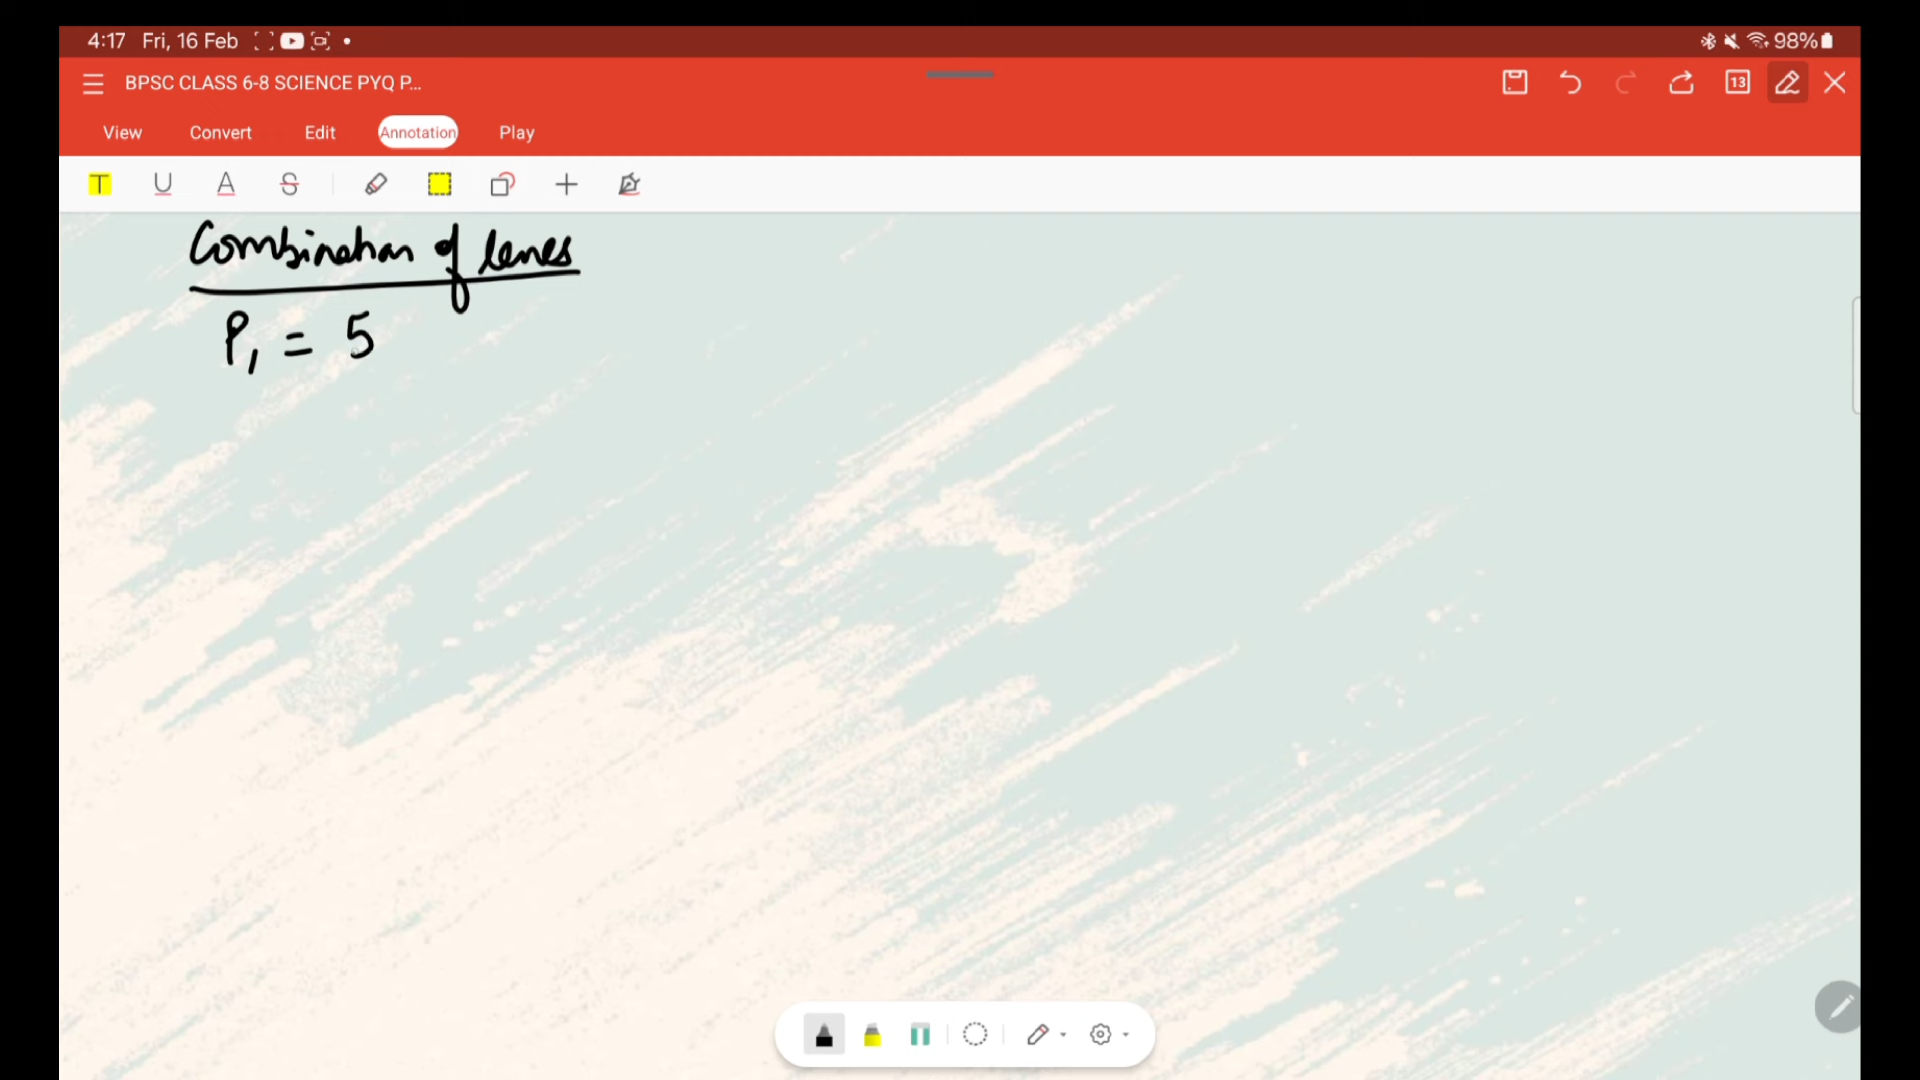 4:17 Fri, 16 Feb 98%
BPSC CLASS 6-8 SCIENCE PYQ P...
13
View Convert Edit Annotation Play
T U A S
Combination of lenses
P₁ = 5